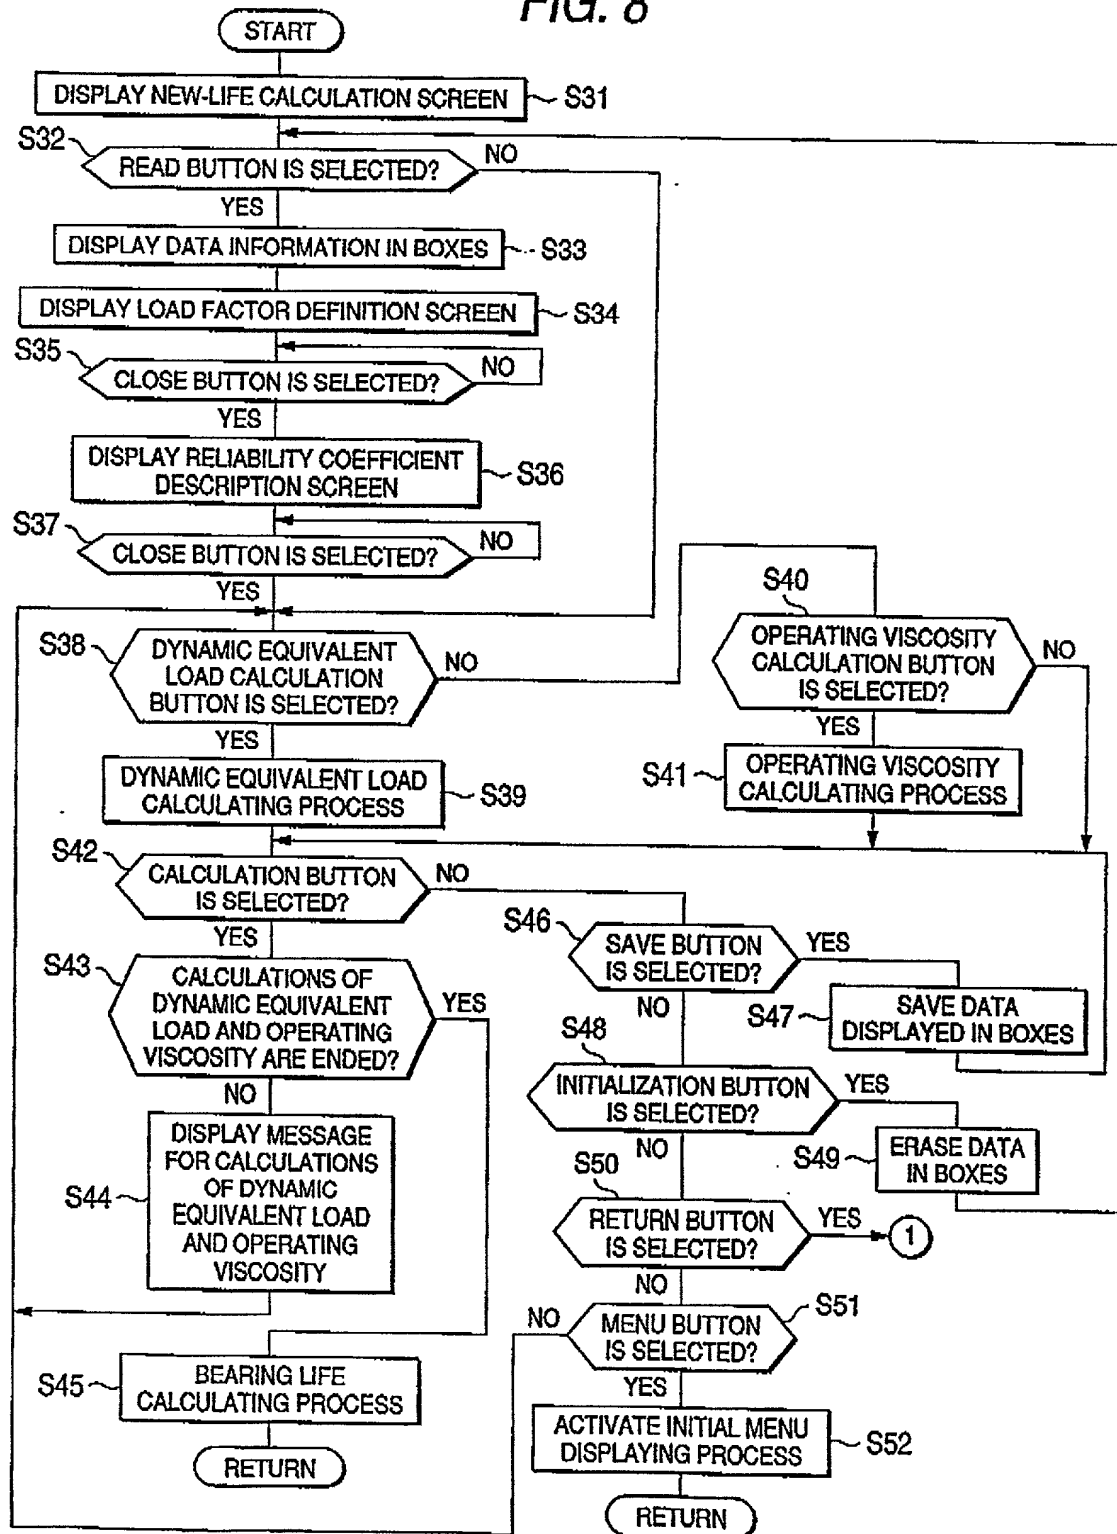 FIG. 8
START
DISPLAY NEW-LIFE CALCULATION SCREEN
S31
S32
READ BUTTON IS SELECTED?
NO
YES
DISPLAY DATA INFORMATION IN BOXES
S33
DISPLAY LOAD FACTOR DEFINITION SCREEN
S34
S35
CLOSE BUTTON IS SELECTED?
NO
YES
DISPLAY RELIABILITY COEFFICIENT
DESCRIPTION SCREEN
S36
S37
CLOSE BUTTON IS SELECTED?
NO
YES
S38
DYNAMIC EQUIVALENT
LOAD CALCULATION
BUTTON IS SELECTED?
NO
YES
S40
OPERATING VISCOSITY
CALCULATION BUTTON
IS SELECTED?
NO
YES
DYNAMIC EQUIVALENT LOAD
CALCULATING PROCESS
S39
S41
OPERATING VISCOSITY
CALCULATING PROCESS
S42
CALCULATION BUTTON
IS SELECTED?
NO
YES
S43
CALCULATIONS OF
DYNAMIC EQUIVALENT
LOAD AND OPERATING
VISCOSITY ARE ENDED?
YES
NO
S44
DISPLAY MESSAGE
FOR CALCULATIONS
OF DYNAMIC
EQUIVALENT LOAD
AND OPERATING
VISCOSITY
S45
BEARING LIFE
CALCULATING PROCESS
RETURN
S46
SAVE BUTTON
IS SELECTED?
YES
NO
S47
SAVE DATA
DISPLAYED IN BOXES
S48
INITIALIZATION BUTTON
IS SELECTED?
YES
NO
S49
ERASE DATA
IN BOXES
S50
RETURN BUTTON
IS SELECTED?
YES
1
NO
S51
MENU BUTTON
IS SELECTED?
NO
YES
ACTIVATE INITIAL MENU
DISPLAYING PROCESS
S52
RETURN